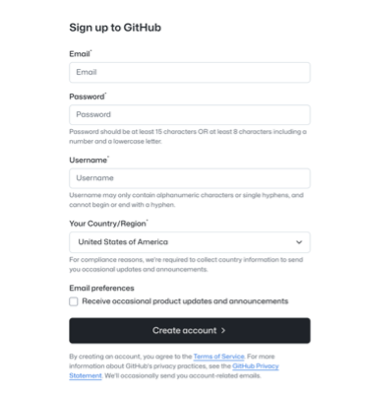 Sign up to GitHub
Email*
Email
Password*
Password
Password should be at least 15 characters OR at least 8 characters including a
number and a lowercase letter.
Username*
Username
Username may only contain alphanumeric characters or single hyphens, and
cannot begin or end with a hyphen.
Your Country/Region*
United States of America
For compliance reasons, we're required to collect country information to send
you occasional updates and announcements.
Email preferences
Receive occasional product updates and announcements
Create account >
By creating an account, you agree to the Terms of Service. For more
information about GitHub's privacy practices, see the GitHub Privacy
Statement. We'll occasionally send you account-related emails.